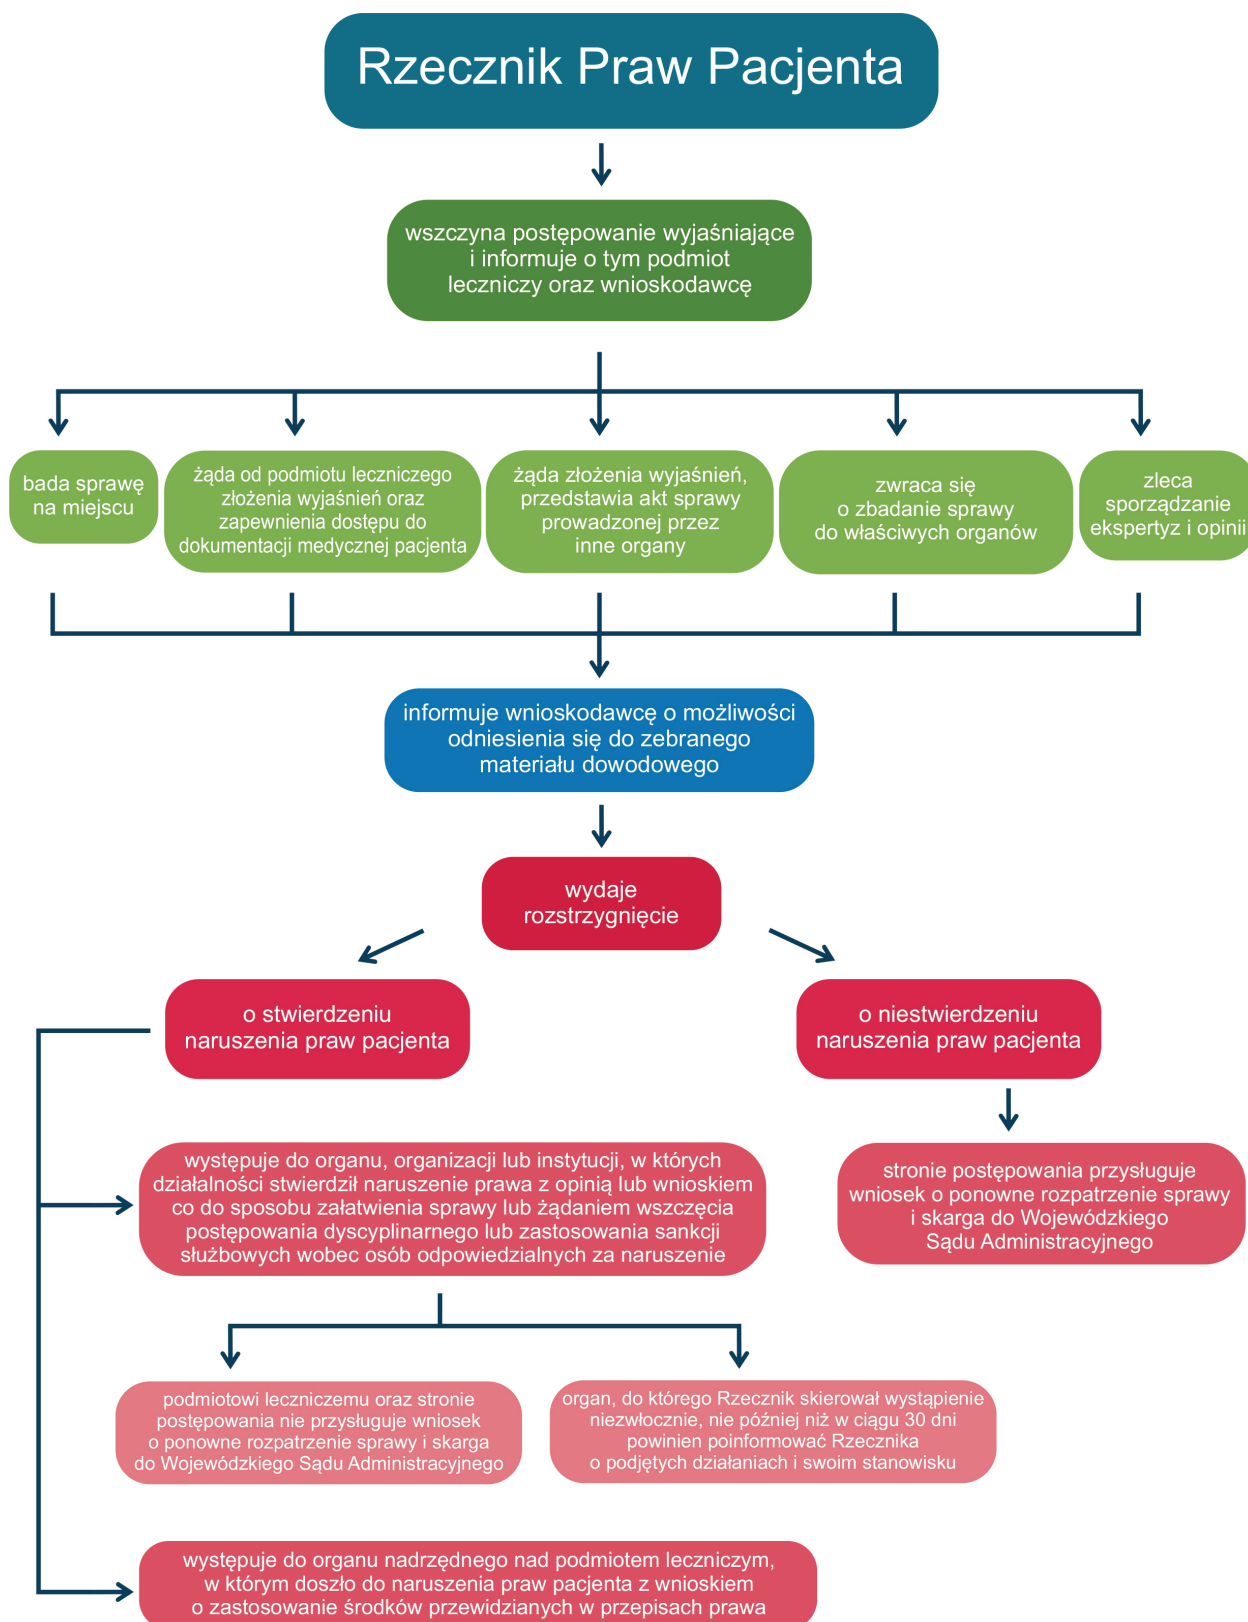 Rzecznik Praw Pacjenta
wszczyna postępowanie wyjaśniające
i informuje o tym podmiot
leczniczy oraz wnioskodawcę
bada sprawę
na miejscu
żąda od podmiotu leczniczego
złożenia wyjaśnień oraz
zapewnienia dostępu do
dokumentacji medycznej pacjenta
żąda złożenia wyjaśnień,
przedstawia akt sprawy
prowadzonej przez
inne organy
zwraca się
o zbadanie sprawy
do właściwych organów
zleca
sporządzanie
ekspertyz i opinii
informuje wnioskodawcę o możliwości
odniesienia się do zebranego
materiału dowodowego
wydaje
rozstrzygnięcie
o stwierdzeniu
naruszenia praw pacjenta
o niestwierdzeniu
naruszenia praw pacjenta
występuje do organu, organizacji lub instytucji, w których
działalności stwierdził naruszenie prawa z opinią lub wnioskiem
co do sposobu załatwienia sprawy lub żądaniem wszczęcia
postępowania dyscyplinarnego lub zastosowania sankcji
służbowych wobec osób odpowiedzialnych za naruszenie
stronie postępowania przysługuje
wniosek o ponowne rozpatrzenie sprawy
i skarga do Wojewódzkiego
Sądu Administracyjnego
podmiotowi leczniczemu oraz stronie
postępowania nie przysługuje wniosek
o ponowne rozpatrzenie sprawy i skarga
do Wojewódzkiego Sądu Administracyjnego
organ, do którego Rzecznik skierował wystąpienie
niezwłocznie, nie później niż w ciągu 30 dni
powinien poinformować Rzecznika
o podjętych działaniach i swoim stanowisku
występuje do organu nadrzędnego nad podmiotem leczniczym,
w którym doszło do naruszenia praw pacjenta z wnioskiem
o zastosowanie środków przewidzianych w przepisach prawa